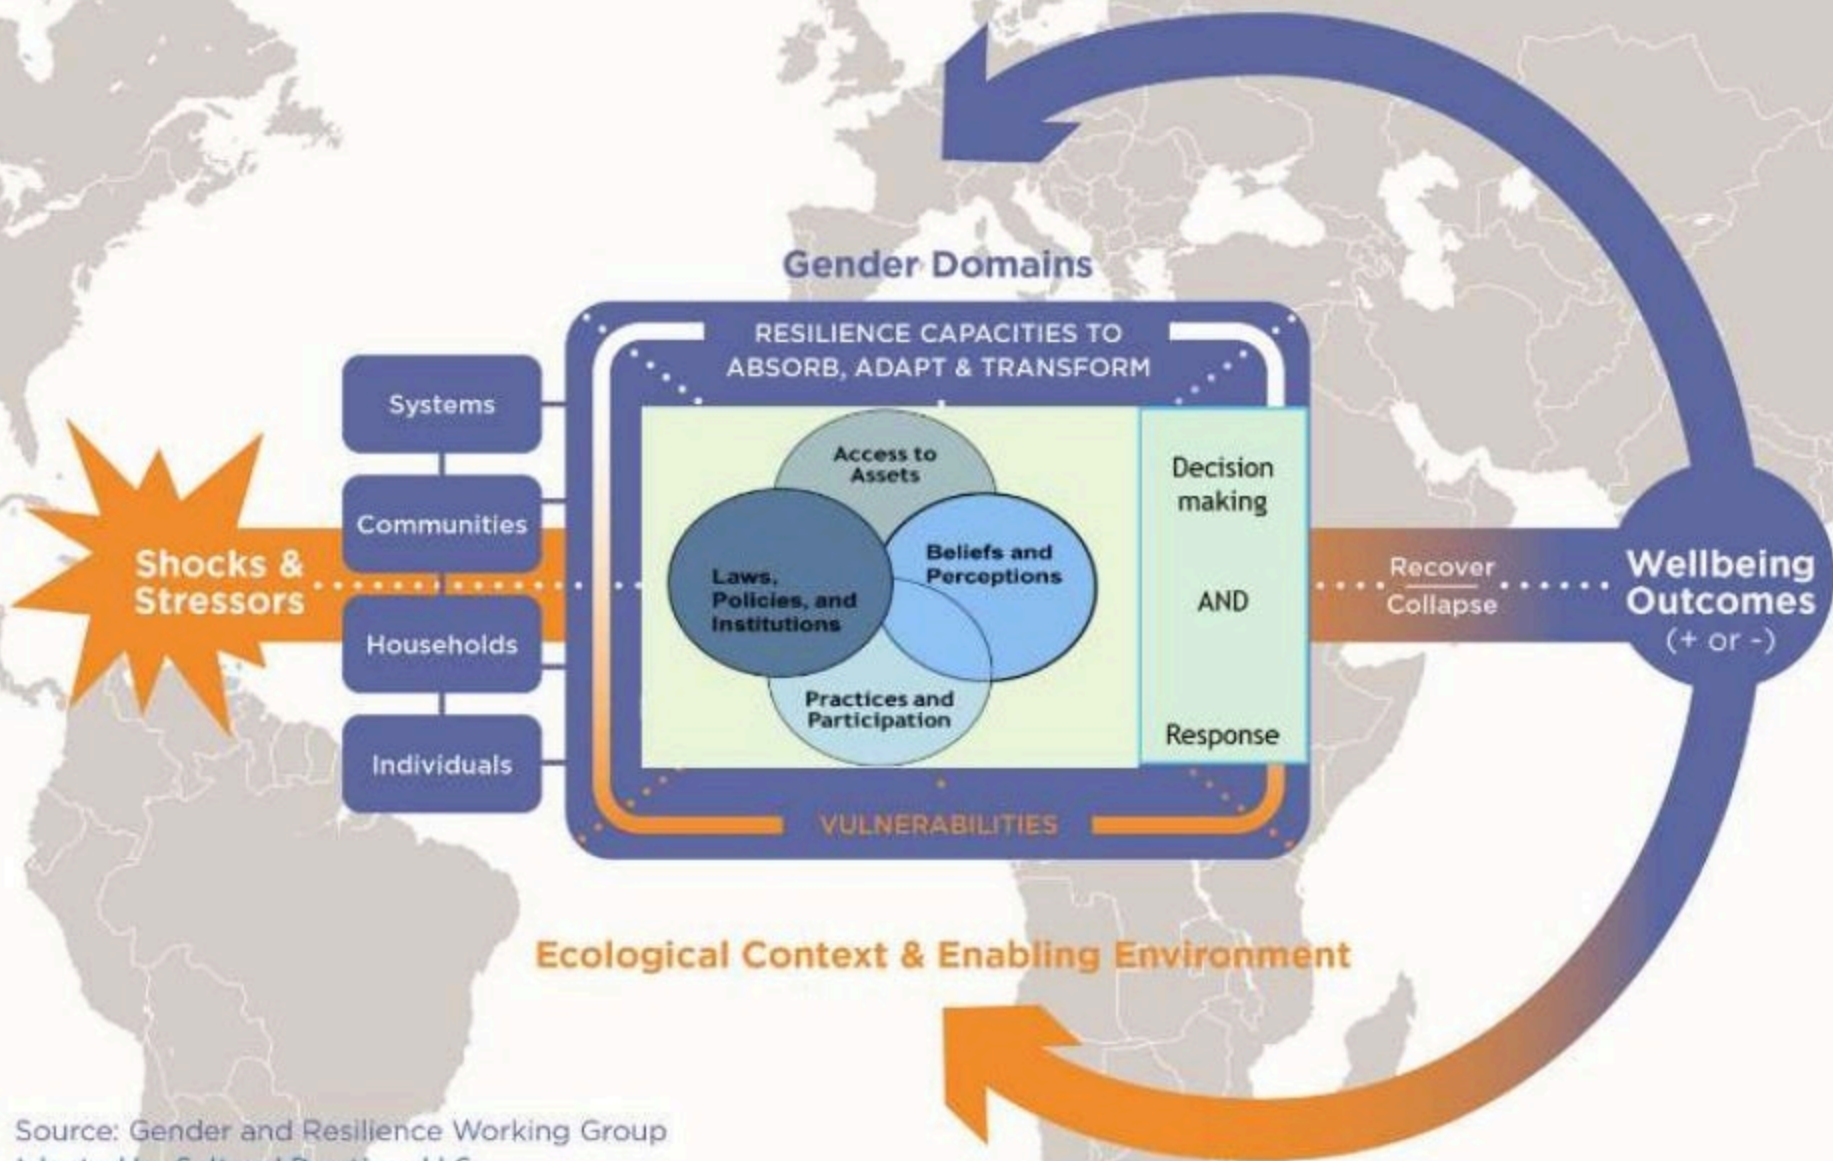 Gender Domains
RESILIENCE CAPACITIES TO
ABSORB, ADAPT & TRANSFORM
Systems
Communities
Households
Individuals
Shocks &
Stressors
Access to
Assets
Laws,
Policies, and
Institutions
Beliefs and
Perceptions
Practices and
Participation
Decision
making
AND
Response
Recover
Collapse
Wellbeing
Outcomes
(+ or -)
VULNERABILITIES
Ecological Context & Enabling Environment
Source: Gender and Resilience Working Group